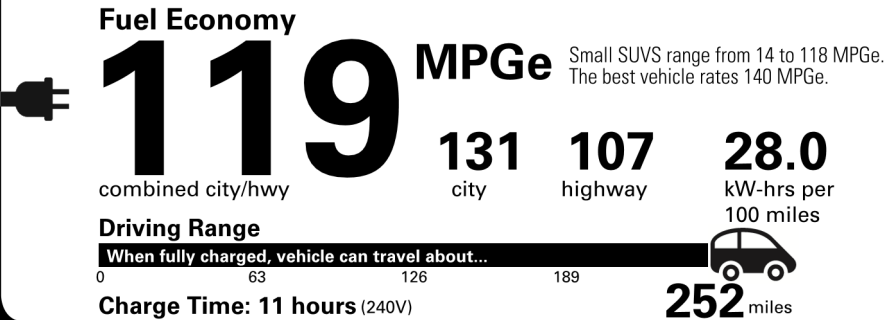 Fuel Economy
119 MPGe
Small SUVS range from 14 to 118 MPGe.
The best vehicle rates 140 MPGe.
combined city/hwy
131
city
107
highway
28.0
kW-hrs per
100 miles
Driving Range
When fully charged, vehicle can travel about...
0 63 126 189
252 miles
Charge Time: 11 hours (240V)